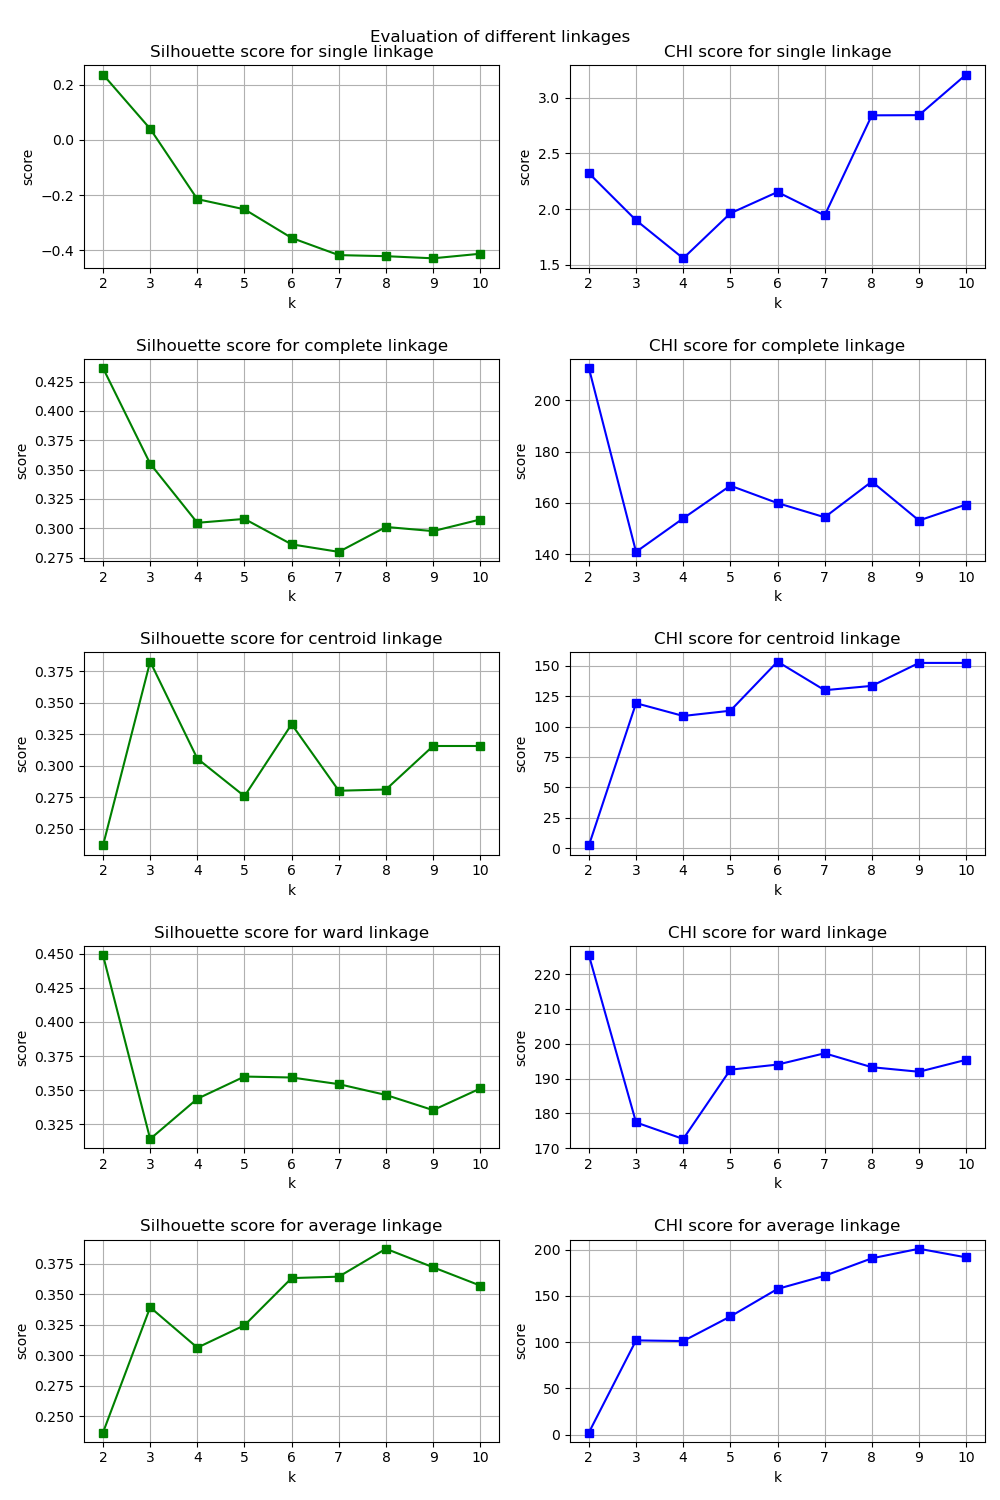 Evaluation of different linkages
Silhouette score for single linkage
score
0.2
0.0
−0.2
−0.4
2 3 4 5 6 7 8 9 10
k
CHI score for single linkage
score
3.0
2.5
2.0
1.5
2 3 4 5 6 7 8 9 10
k
Silhouette score for complete linkage
score
0.425
0.400
0.375
0.350
0.325
0.300
0.275
2 3 4 5 6 7 8 9 10
k
CHI score for complete linkage
score
200
180
160
140
2 3 4 5 6 7 8 9 10
k
Silhouette score for centroid linkage
score
0.375
0.350
0.325
0.300
0.275
0.250
2 3 4 5 6 7 8 9 10
k
CHI score for centroid linkage
score
150
125
100
75
50
25
0
2 3 4 5 6 7 8 9 10
k
Silhouette score for ward linkage
score
0.450
0.425
0.400
0.375
0.350
0.325
2 3 4 5 6 7 8 9 10
k
CHI score for ward linkage
score
220
210
200
190
180
170
2 3 4 5 6 7 8 9 10
k
Silhouette score for average linkage
score
0.375
0.350
0.325
0.300
0.275
0.250
2 3 4 5 6 7 8 9 10
k
CHI score for average linkage
score
200
150
100
50
0
2 3 4 5 6 7 8 9 10
k